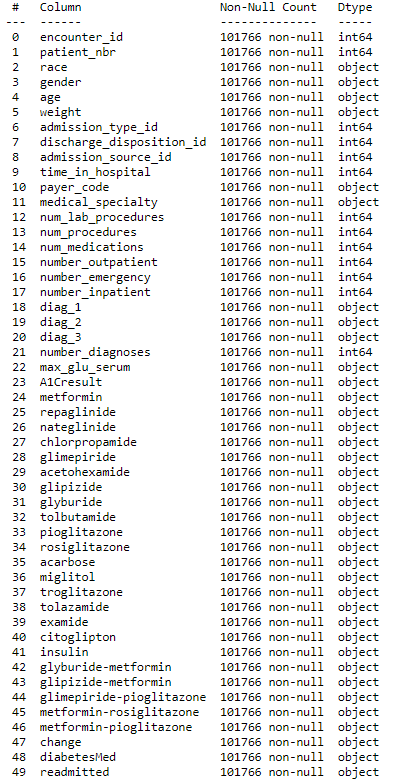 #   Column                    Non-Null Count   Dtype
---  ------                    --------------   -----
0   encounter_id              101766 non-null  int64
1   patient_nbr               101766 non-null  int64
2   race                      101766 non-null  object
3   gender                    101766 non-null  object
4   age                       101766 non-null  object
5   weight                    101766 non-null  object
6   admission_type_id         101766 non-null  int64
7   discharge_disposition_id  101766 non-null  int64
8   admission_source_id       101766 non-null  int64
9   time_in_hospital          101766 non-null  int64
10  payer_code                101766 non-null  object
11  medical_specialty         101766 non-null  object
12  num_lab_procedures        101766 non-null  int64
13  num_procedures            101766 non-null  int64
14  num_medications           101766 non-null  int64
15  number_outpatient         101766 non-null  int64
16  number_emergency          101766 non-null  int64
17  number_inpatient          101766 non-null  int64
18  diag_1                    101766 non-null  object
19  diag_2                    101766 non-null  object
20  diag_3                    101766 non-null  object
21  number_diagnoses          101766 non-null  int64
22  max_glu_serum             101766 non-null  object
23  A1Cresult                 101766 non-null  object
24  metformin                 101766 non-null  object
25  repaglinide               101766 non-null  object
26  nateglinide               101766 non-null  object
27  chlorpropamide            101766 non-null  object
28  glimepiride               101766 non-null  object
29  acetohexamide             101766 non-null  object
30  glipizide                 101766 non-null  object
31  glyburide                 101766 non-null  object
32  tolbutamide               101766 non-null  object
33  pioglitazone              101766 non-null  object
34  rosiglitazone             101766 non-null  object
35  acarbose                  101766 non-null  object
36  miglitol                  101766 non-null  object
37  troglitazone              101766 non-null  object
38  tolazamide                101766 non-null  object
39  examide                   101766 non-null  object
40  citoglipton               101766 non-null  object
41  insulin                   101766 non-null  object
42  glyburide-metformin       101766 non-null  object
43  glipizide-metformin       101766 non-null  object
44  glimepiride-pioglitazone  101766 non-null  object
45  metformin-rosiglitazone   101766 non-null  object
46  metformin-pioglitazone    101766 non-null  object
47  change                    101766 non-null  object
48  diabetesMed               101766 non-null  object
49  readmitted                101766 non-null  object